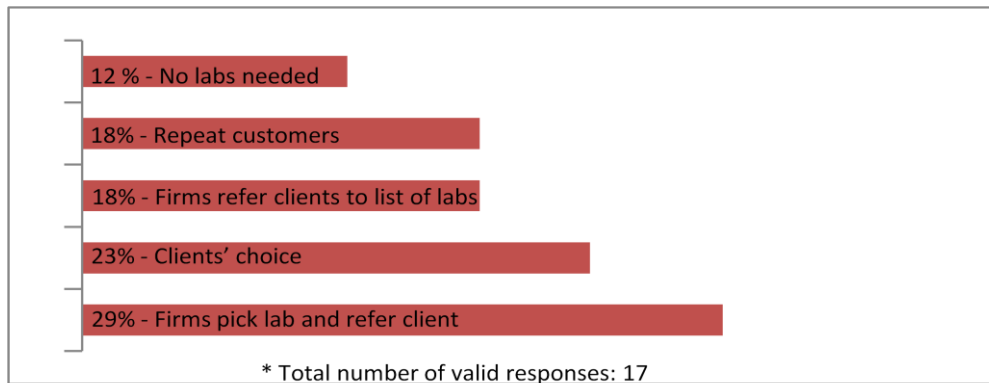 12 % - No labs needed
18% - Repeat customers
18% - Firms refer clients to list of labs
23% - Clients’ choice
29% - Firms pick lab and refer client
* Total number of valid responses: 17